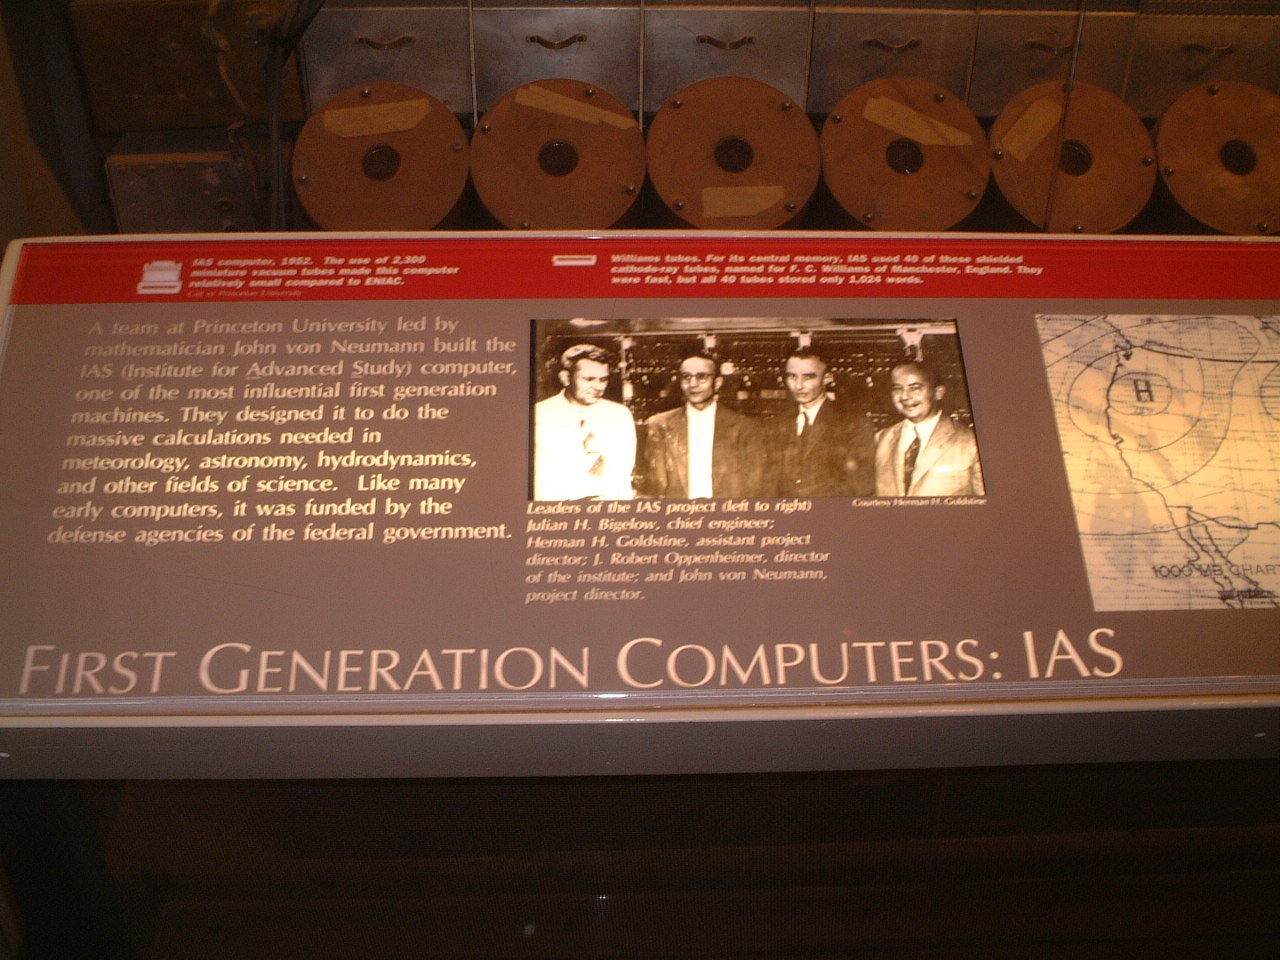 IAS computer, 1952. The use of 2,300
miniature vacuum tubes made this computer
relatively small compared to ENIAC.
Gift of Princeton University
Williams tubes. For its central memory, IAS used 40 of these shielded
cathode-ray tubes, named for F. C. Williams of Manchester, England. They
were fast, but all 40 tubes stored only 1,024 words.
A team at Princeton University led by
mathematician John von Neumann built the
IAS (Institute for Advanced Study) computer,
one of the most influential first generation
machines. They designed it to do the
massive calculations needed in
meteorology, astronomy, hydrodynamics,
and other fields of science. Like many
early computers, it was funded by the
defense agencies of the federal government.
Courtesy Herman H. Goldstine
Leaders of the IAS project (left to right)
Julian H. Bigelow, chief engineer;
Herman H. Goldstine, assistant project
director; J. Robert Oppenheimer, director
of the institute; and John von Neumann,
project director.
H
1000 MB CHART
FIRST GENERATION COMPUTERS: IAS